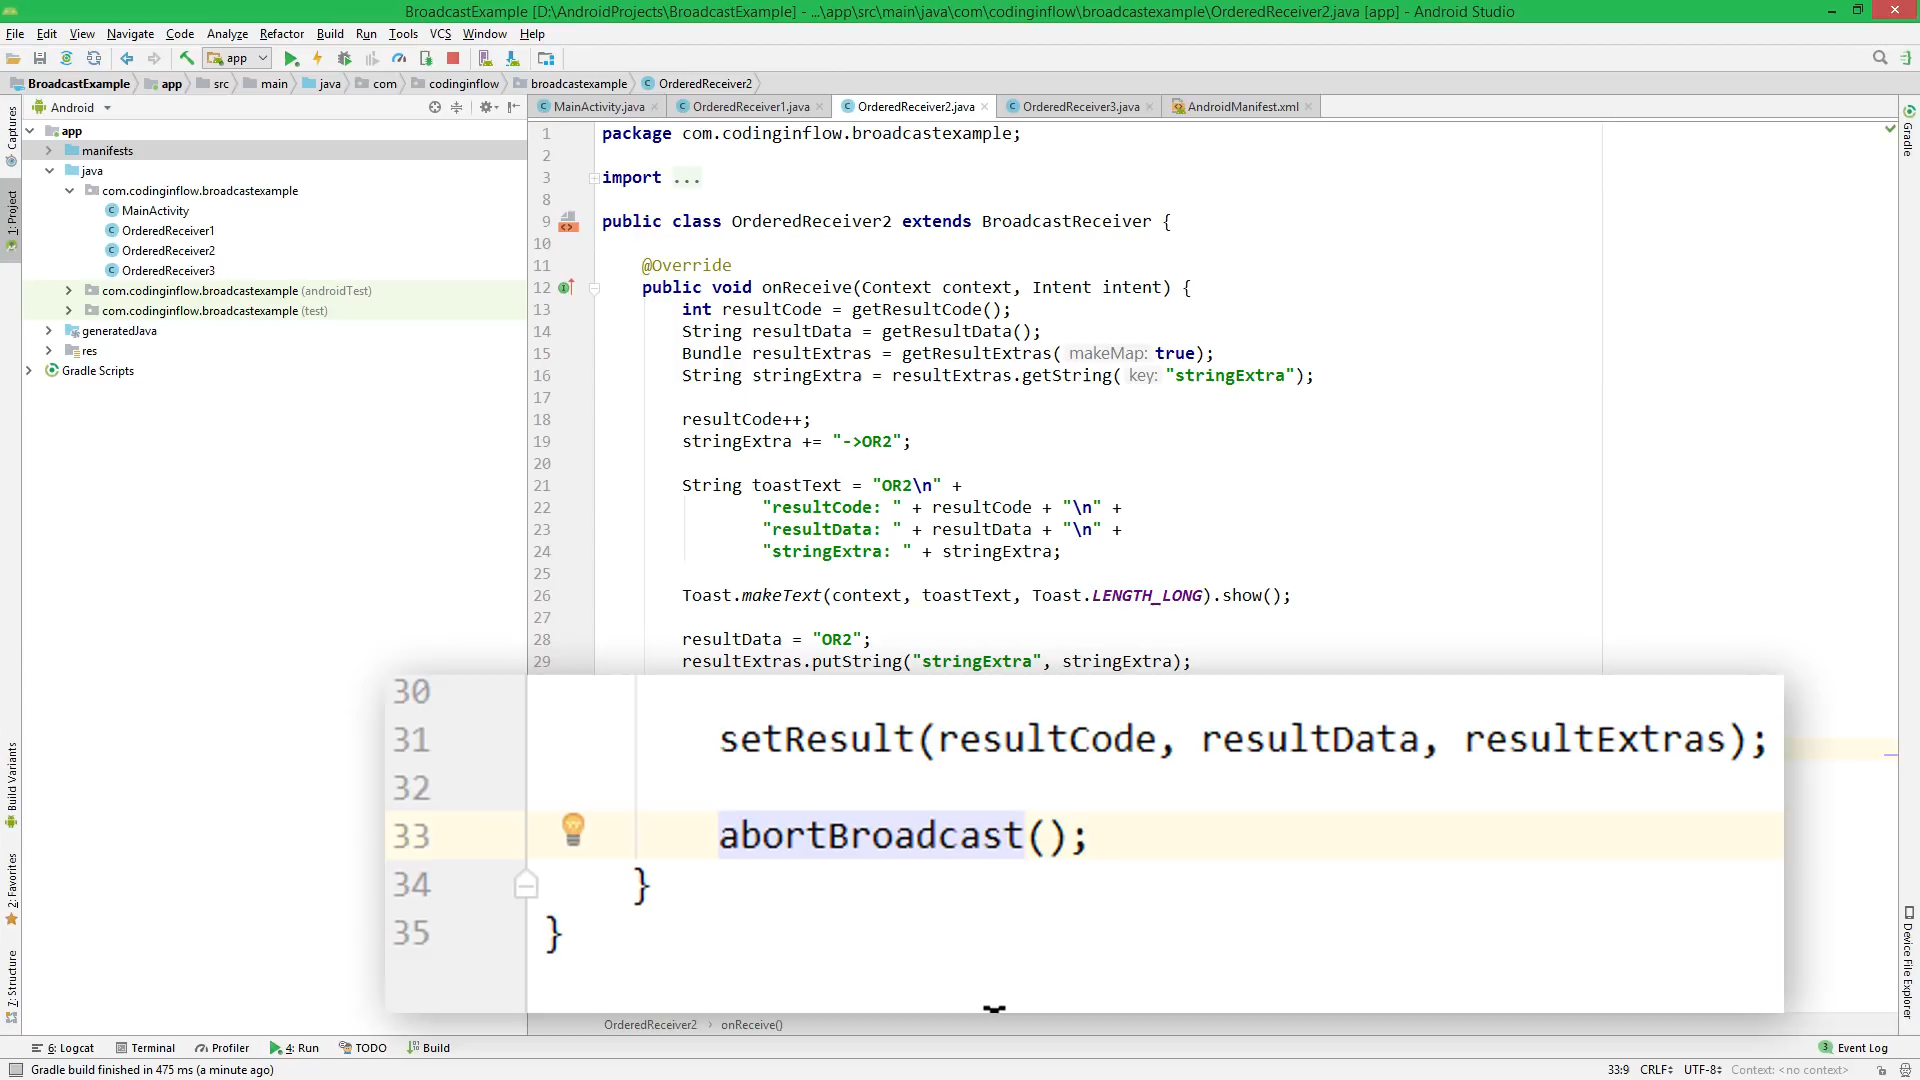 BroadcastExample [D:\AndroidProjects\BroadcastExample] - ...\app\src\main\java\com\codinginflow\broadcastexample\OrderedReceiver2.java [app] - Android Studio
File Edit View Navigate Code Analyze Refactor Build Run Tools VCS Window Help
app
BroadcastExample app src main java com codinginflow broadcastexample OrderedReceiver2
Android
MainActivity.java OrderedReceiver1.java OrderedReceiver2.java OrderedReceiver3.java AndroidManifest.xml
Captures
1: Project
Build Variants
2: Favorites
7: Structure
app
manifests
java
com.codinginflow.broadcastexample
MainActivity
OrderedReceiver1
OrderedReceiver2
OrderedReceiver3
com.codinginflow.broadcastexample (androidTest)
com.codinginflow.broadcastexample (test)
generatedJava
res
Gradle Scripts
1 package com.codinginflow.broadcastexample;
2
3 import ...
8
9 public class OrderedReceiver2 extends BroadcastReceiver {
10
11 @Override
12 public void onReceive(Context context, Intent intent) {
13 int resultCode = getResultCode();
14 String resultData = getResultData();
15 Bundle resultExtras = getResultExtras( makeMap: true);
16 String stringExtra = resultExtras.getString( key: "stringExtra");
17
18 resultCode++;
19 stringExtra += "->OR2";
20
21 String toastText = "OR2\n" +
22 "resultCode: " + resultCode + "\n" +
23 "resultData: " + resultData + "\n" +
24 "stringExtra: " + stringExtra;
25
26 Toast.makeText(context, toastText, Toast.LENGTH_LONG).show();
27
28 resultData = "OR2";
29 resultExtras.putString("stringExtra", stringExtra);
30
31 setResult(resultCode, resultData, resultExtras);
32
33 abortBroadcast();
34 }
35 }
Gradle
Device File Explorer
OrderedReceiver2 onReceive()
6: Logcat Terminal Profiler 4: Run TODO Build 3 Event Log
Gradle build finished in 475 ms (a minute ago) 33:9 CRLF UTF-8 Context: <no context>